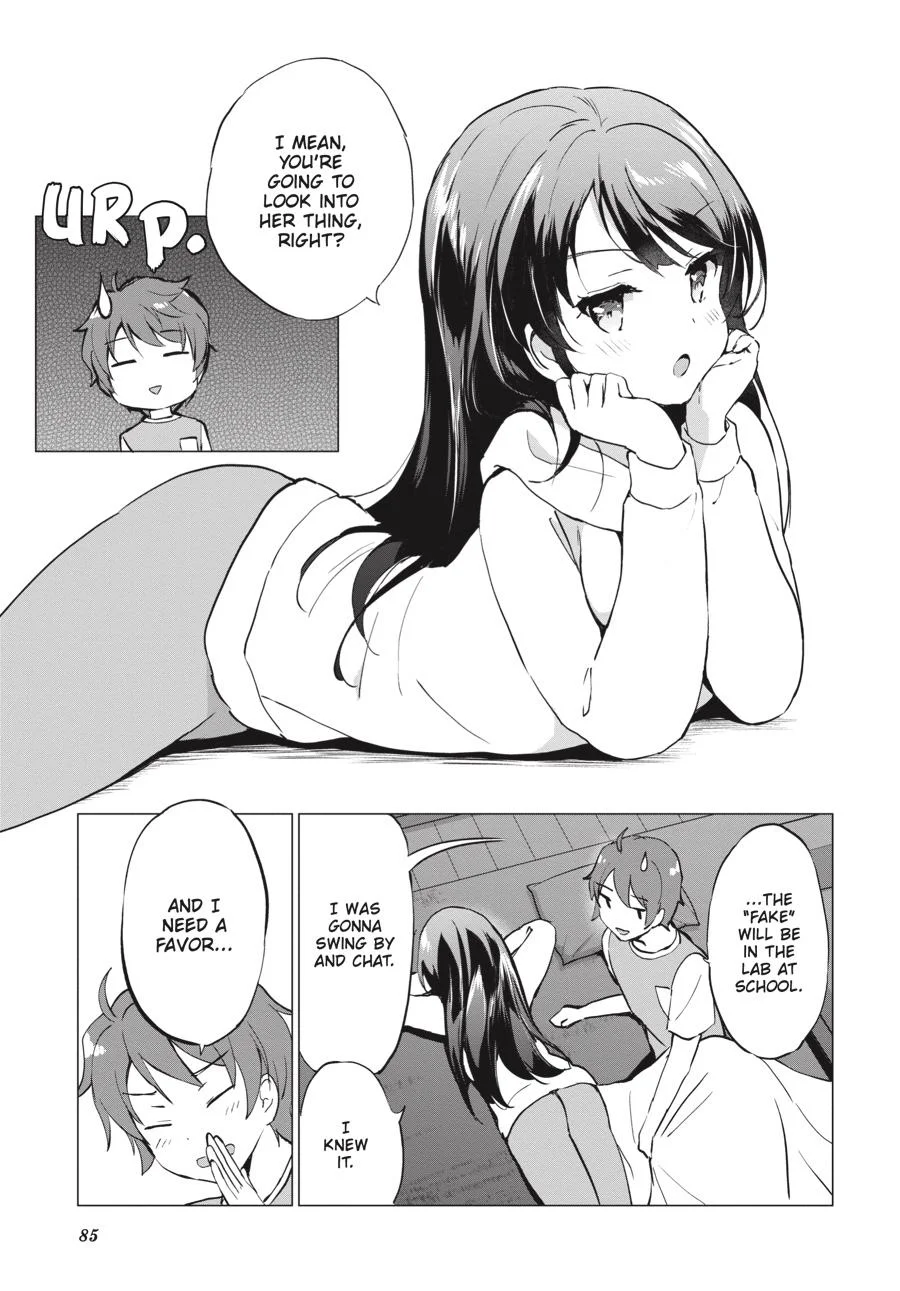 I MEAN,
YOU'RE
GOING TO
LOOK INTO
HER THING,
RIGHT?
URP.
...THE
"FAKE"
WILL BE
IN THE
LAB AT
SCHOOL.
I WAS
GONNA
SWING BY
AND CHAT.
I
KNEW
IT.
AND I
NEED A
FAVOR...
85